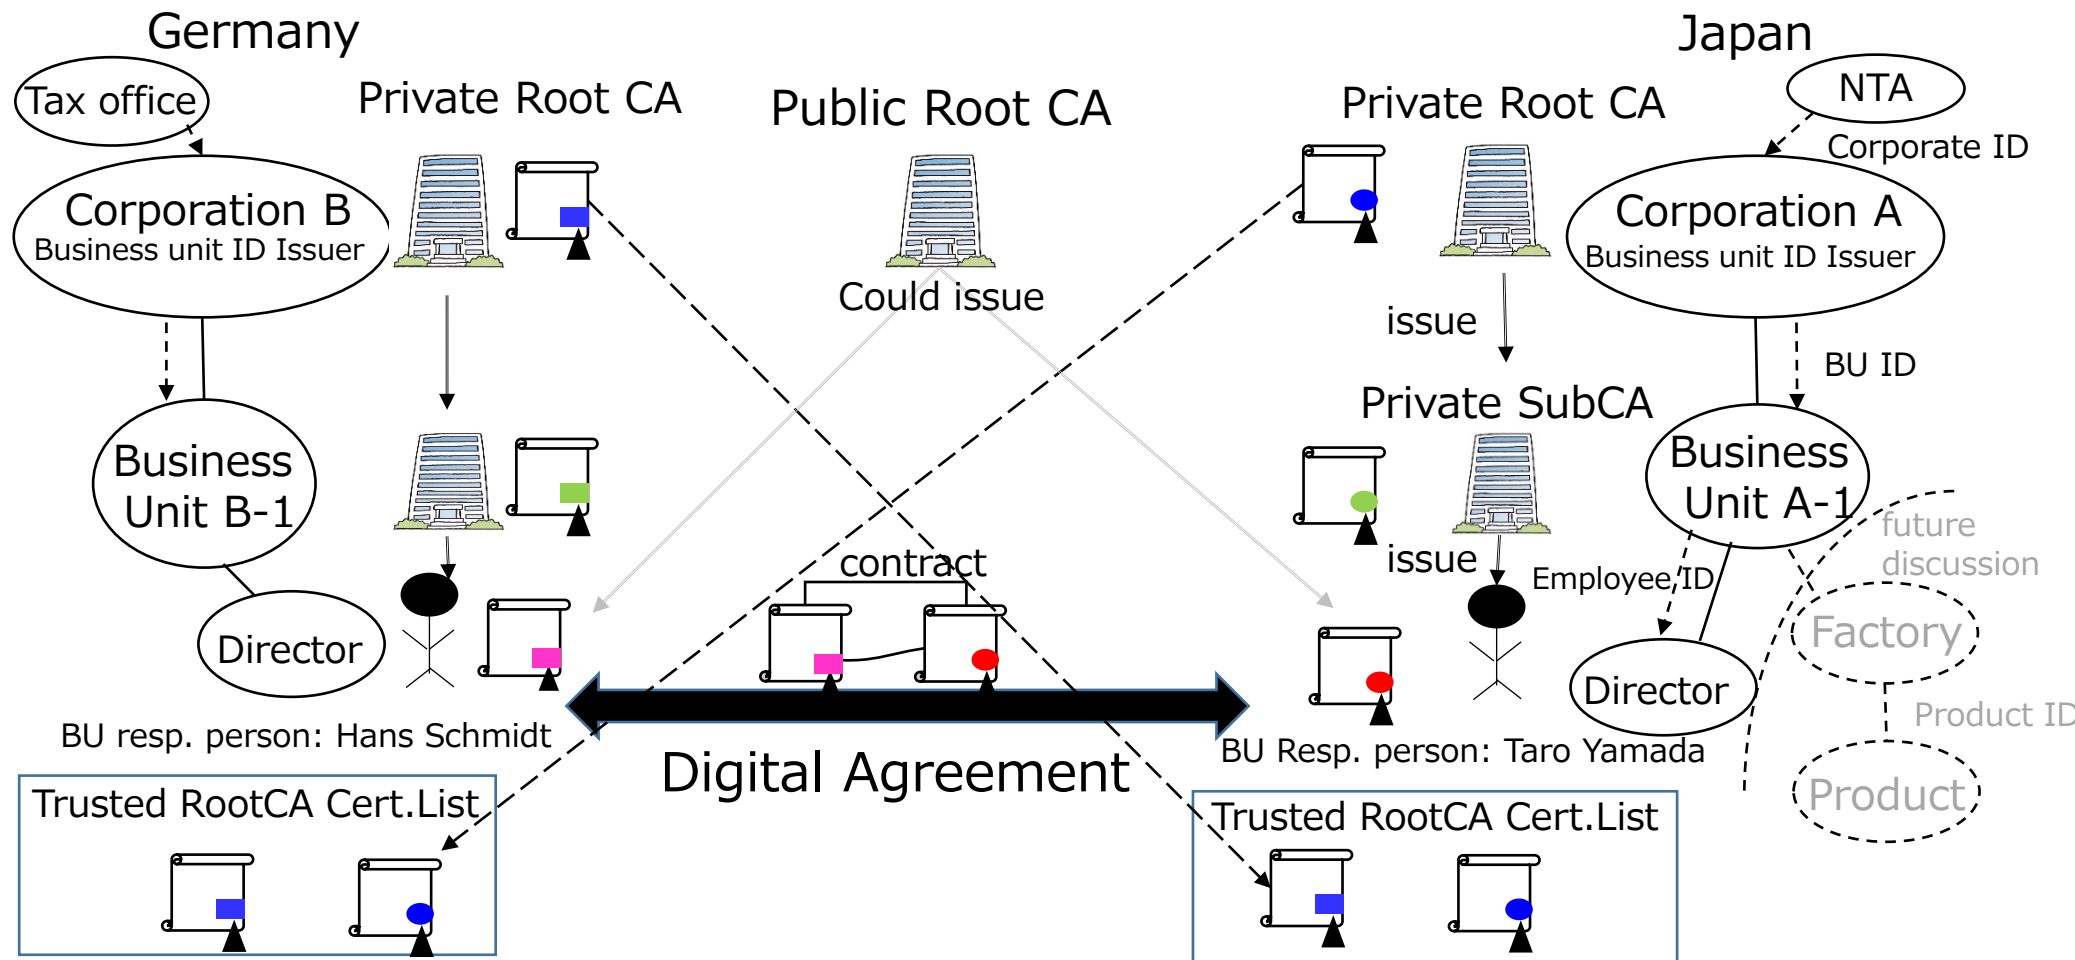 Germany
Japan
Tax office
Private Root CA
Public Root CA
Private Root CA
NTA
Corporate ID
Corporation B
Business unit ID Issuer
Corporation A
Business unit ID Issuer
Could issue
issue
BU ID
Private SubCA
Business
Unit B-1
Business
Unit A-1
future
discussion
contract
issue
Employee ID
Director
Factory
Director
Product ID
BU resp. person: Hans Schmidt
Digital Agreement
BU Resp. person: Taro Yamada
Product
Trusted RootCA Cert.List
Trusted RootCA Cert.List